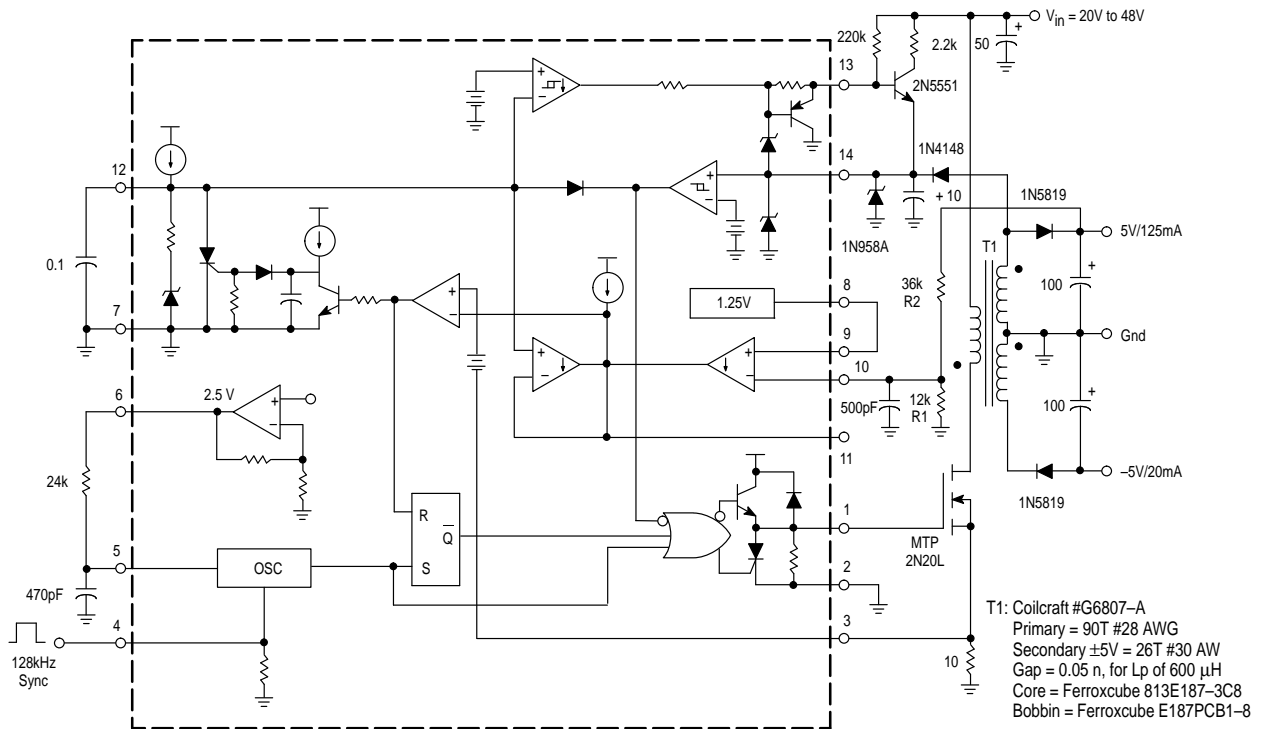 Vin = 20V to 48V
220k
2.2k
50
+
13
2N5551
+
−
14
1N4148
12
+
−
+ 10
1N5819
5V/125mA
1N958A
T1
0.1
+
−
8
1.25V
36k
R2
100
+
7
9
Gnd
+
−
+
−
10
6
2.5 V
+
−
500pF
12k
R1
100
+
11
24k
–5V/20mA
1N5819
R
Q
S
1
MTP
2N20L
5
OSC
2
470pF
4
3
128kHz
Sync
10
T1: Coilcraft #G6807–A
Primary = 90T #28 AWG
Secondary ±5V = 26T #30 AW
Gap = 0.05 n, for Lp of 600 μH
Core = Ferroxcube 813E187–3C8
Bobbin = Ferroxcube E187PCB1–8